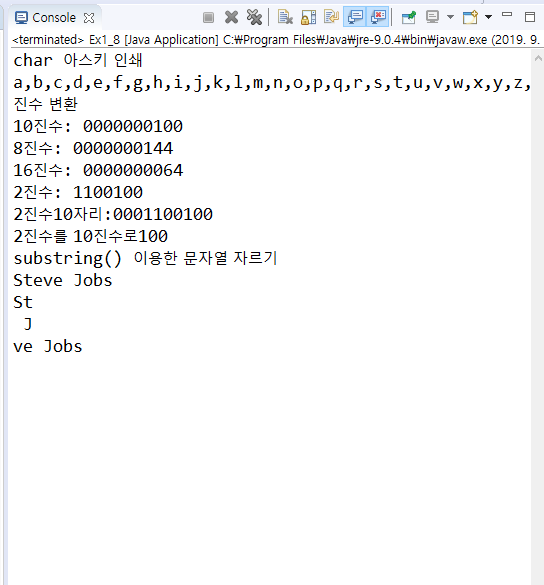 Console
<terminated> Ex1_8 [Java Application] C:₩Program Files₩Java₩jre-9.0.4₩bin₩javaw.exe (2019. 9.
char 아스키 인쇄
a,b,c,d,e,f,g,h,i,j,k,l,m,n,o,p,q,r,s,t,u,v,w,x,y,z,
진수 변환
10진수: 0000000100
8진수: 0000000144
16진수: 0000000064
2진수: 1100100
2진수10자리:0001100100
2진수를 10진수로100
substring() 이용한 문자열 자르기
Steve Jobs
St
 J
ve Jobs